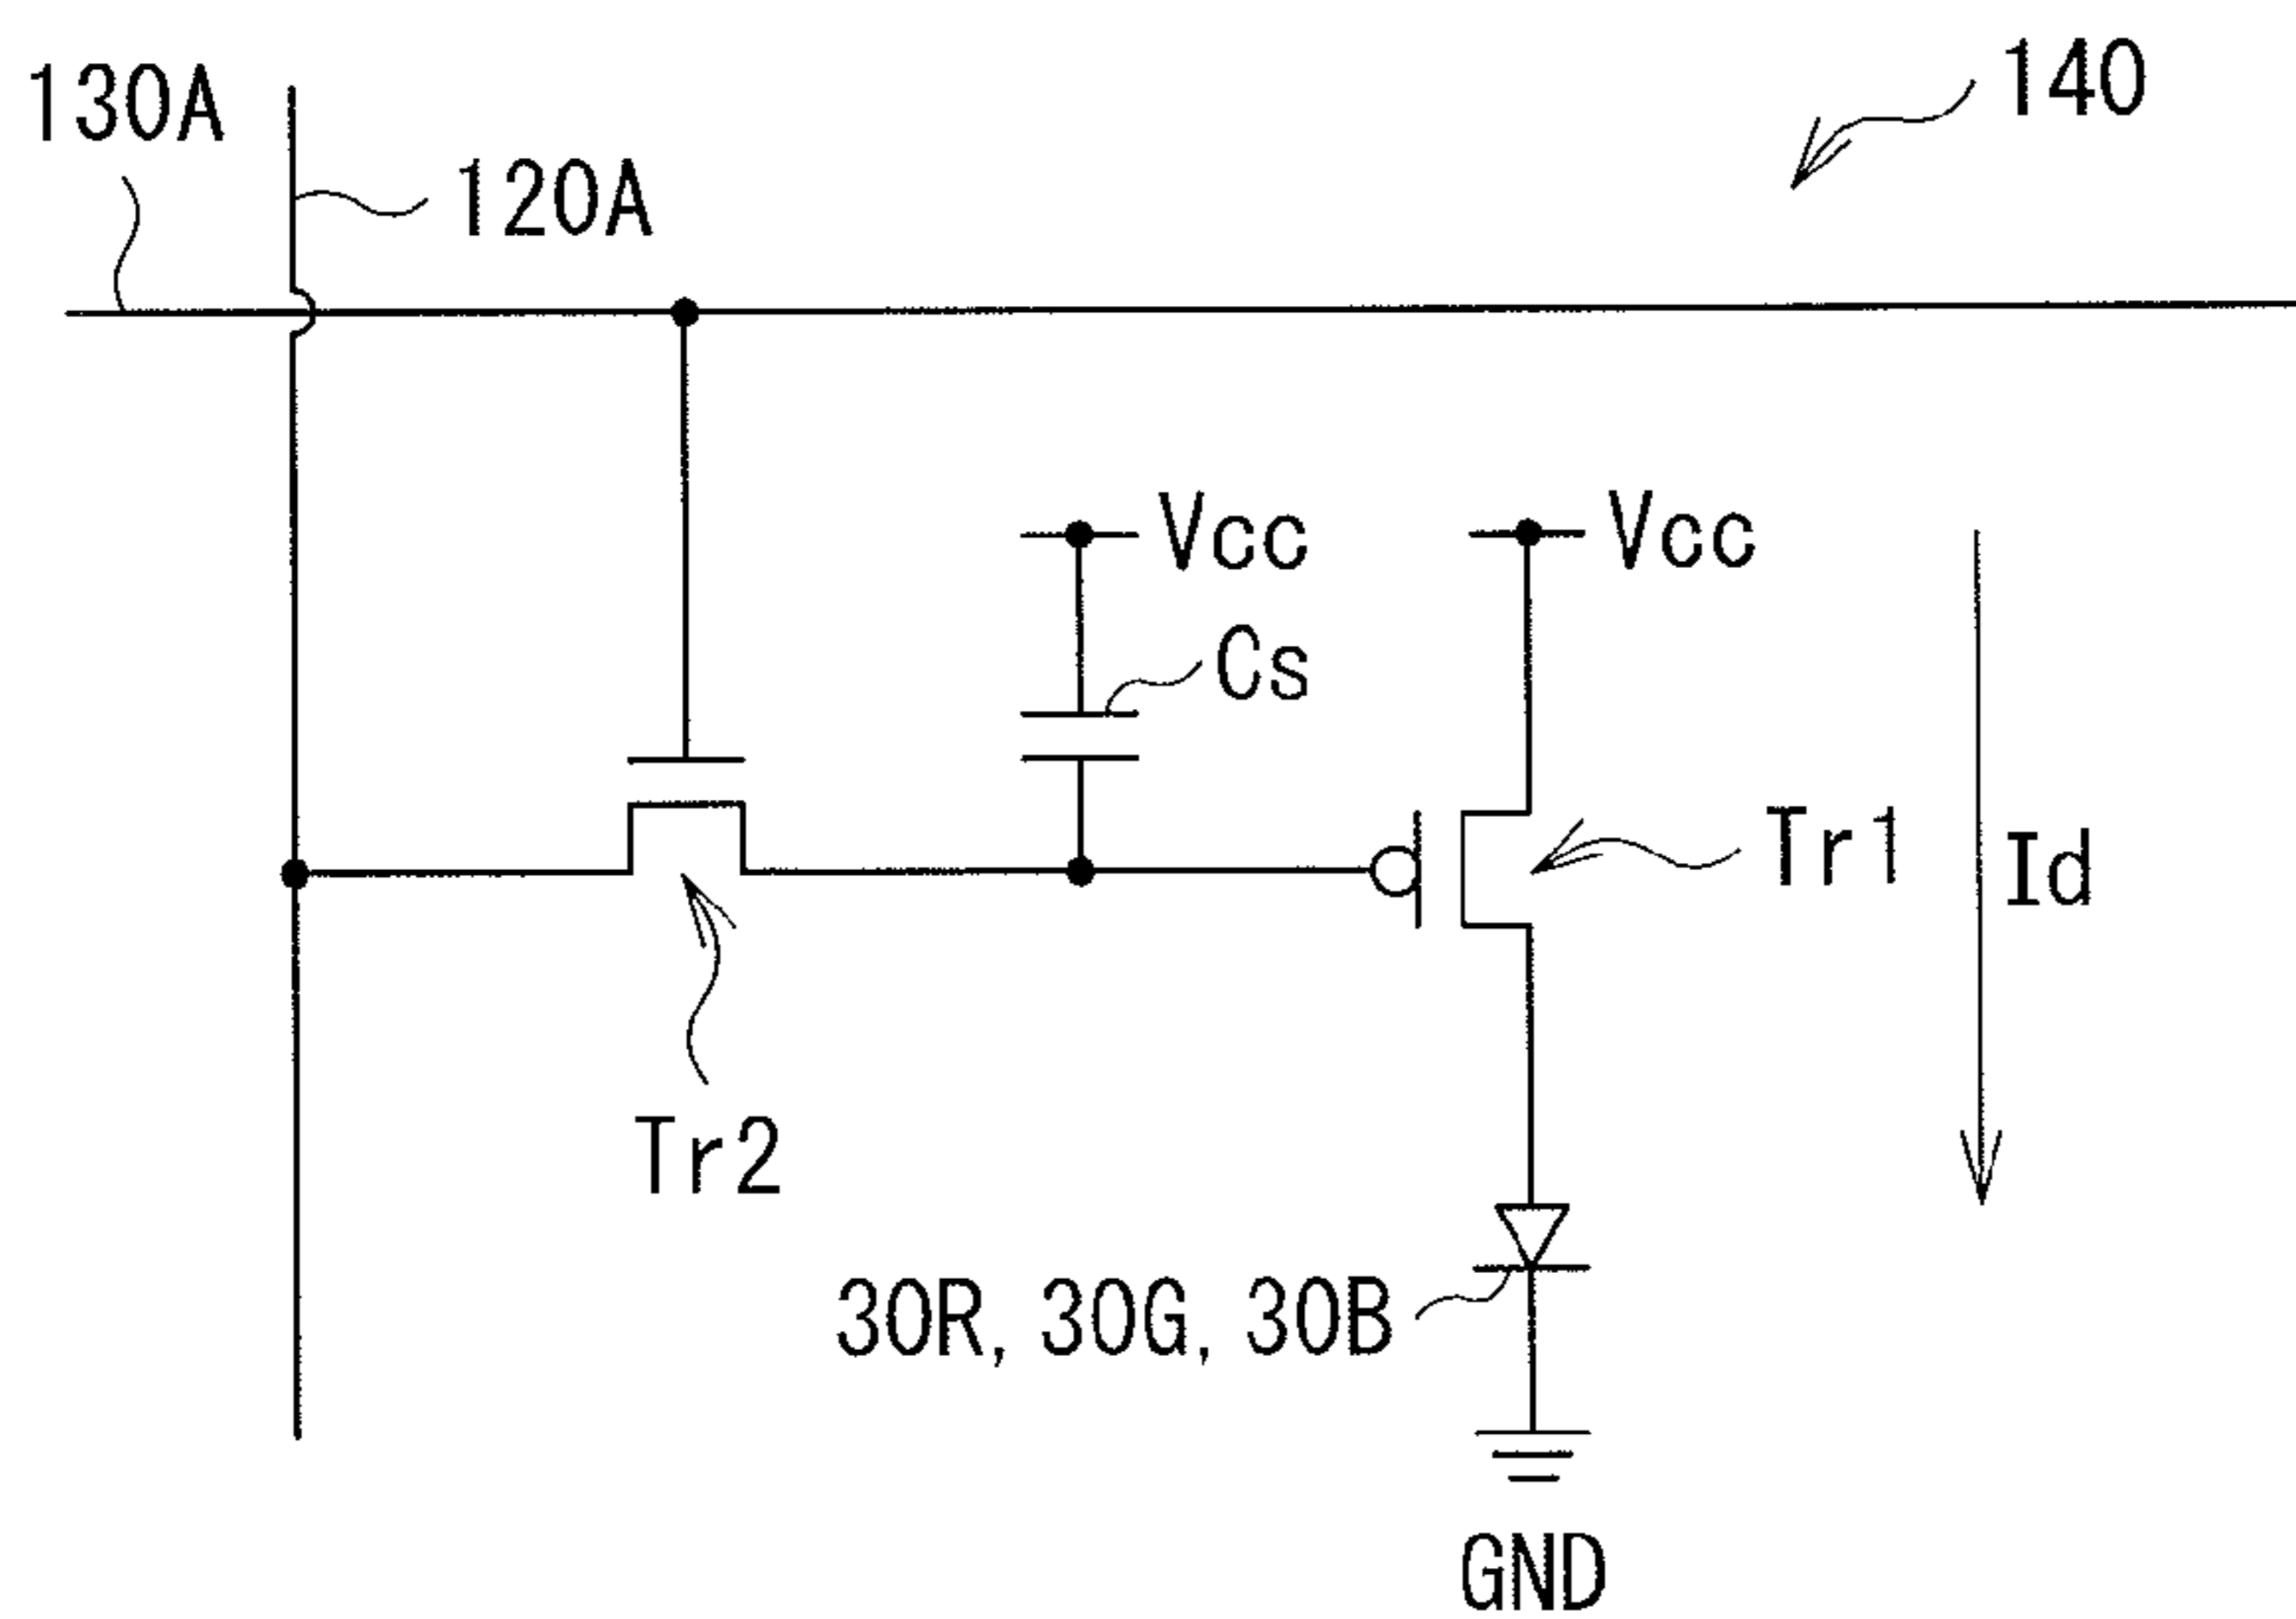 140
130A
120A
Vcc
Vcc
Cs
Tr1
Id
Tr2
30R, 30G, 30B
GND